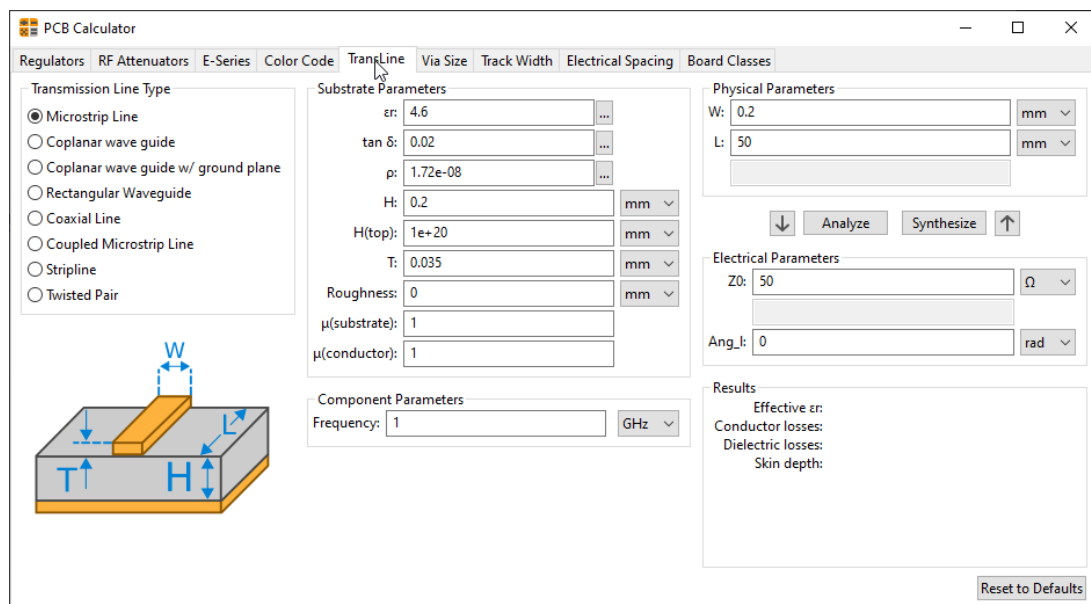 PCB Calculator
Regulators RF Attenuators E-Series Color Code TransLine Via Size Track Width Electrical Spacing Board Classes
Transmission Line Type
Microstrip Line
Coplanar wave guide
Coplanar wave guide w/ ground plane
Rectangular Waveguide
Coaxial Line
Coupled Microstrip Line
Stripline
Twisted Pair
W
L
T
H
Substrate Parameters
εr: 4.6 ...
tan δ: 0.02 ...
ρ: 1.72e-08 ...
H: 0.2 mm
H(top): 1e+20 mm
T: 0.035 mm
Roughness: 0 mm
μ(substrate): 1
μ(conductor): 1
Component Parameters
Frequency: 1 GHz
Physical Parameters
W: 0.2 mm
L: 50 mm
Analyze Synthesize
Electrical Parameters
Z0: 50 Ω
Ang_l: 0 rad
Results
Effective εr:
Conductor losses:
Dielectric losses:
Skin depth:
Reset to Defaults